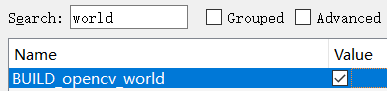 Search: world Grouped Advanced
Name Value
BUILD_opencv_world